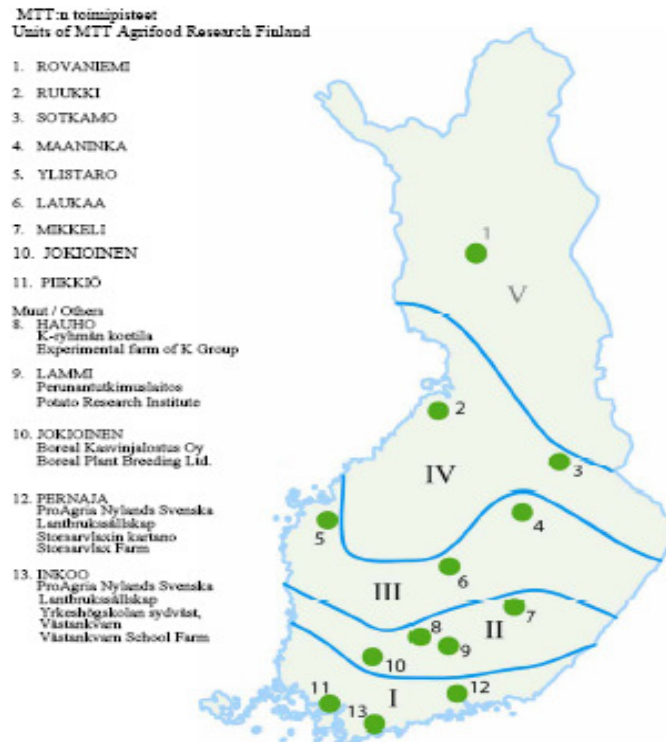 MTT:n toimipisteet
Units of MTT Agrifood Research Finland
1. ROVANIEMI
2. RUUKKI
3. SOTKAMO
4. MAANINKA
5. YLISTARO
6. LAUKAA
7. MIKKELI
10. JOKIOINEN
11. PIIKKIÖ
Muut / Others
8. HAUHO
K-ryhmän koetila
Experimental farm of K Group
9. LAMMI
Perunantutkimuslaitos
Potato Research Institute
10. JOKIOINEN
Boreal Kasvinjalostus Oy
Boreal Plant Breeding Ltd.
12. PERNAJA
ProAgria Nylands Svenska
Lantbrukssällskap
Storsarvlaxin kartano
Storsarvlax Farm
13. INKOO
ProAgria Nylands Svenska
Lantbrukssällskap
Yrkeshögskolan sydväst,
Västankvarn
Västankvarn School Farm
1
V
2
3
IV
4
5
6
III
7
II
8
9
10
I
11
12
13